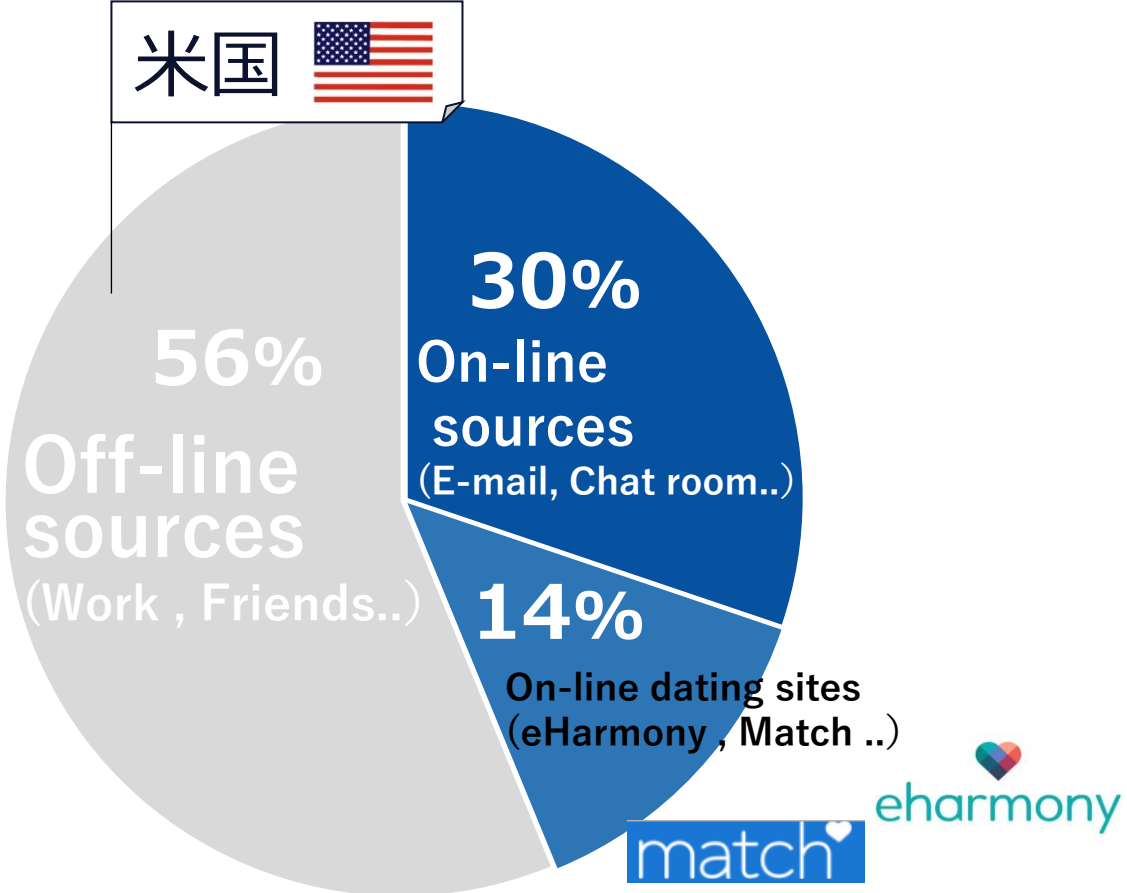 米国
30%
On-line
sources
(E-mail, Chat room..)
56%
Off-line
sources
(Work , Friends..)
14%
On-line dating sites
(eHarmony , Match ..)
eharmony
match